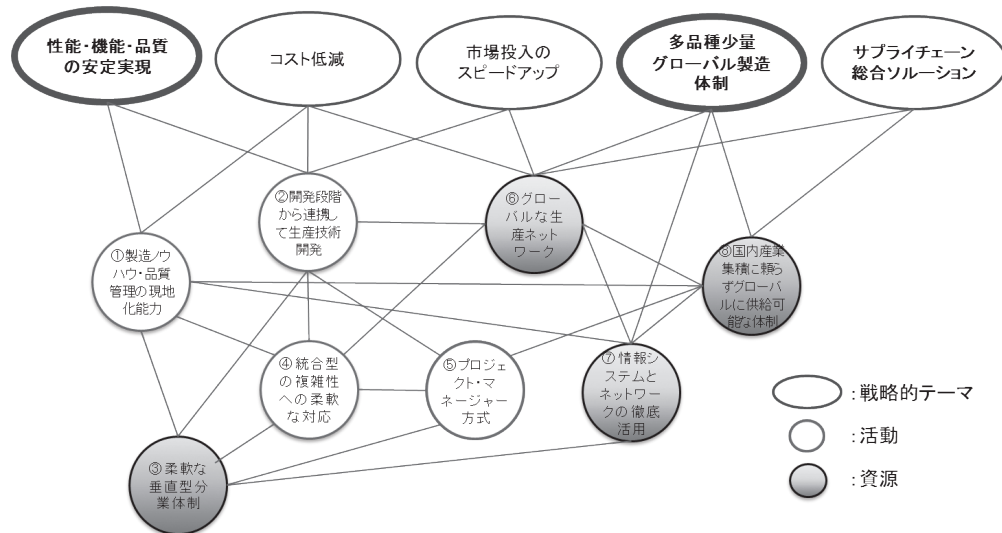 性能・機能・品質
の安定実現
コスト低減
市場投入の
スピードアップ
多品種少量
グローバル製造
体制
サプライチェーン
総合ソルーション
②開発段階
から連携し
て生産技術
開発
⑥グロー
バルな生
産ネット
ワーク
①製造ノウ
ハウ・品質
管理の現地
化能力
⑧国内産業
集積に頼ら
ずグローバ
ルに供給可
能な体制
④統合型
の複雑性
への柔軟
な対応
⑤プロジェ
クト・マ
ネージャー
方式
⑦情報シ
ステムと
ネットワー
クの徹底
活用
③柔軟な
垂直型分
業体制
：戦略的テーマ
：活動
：資源